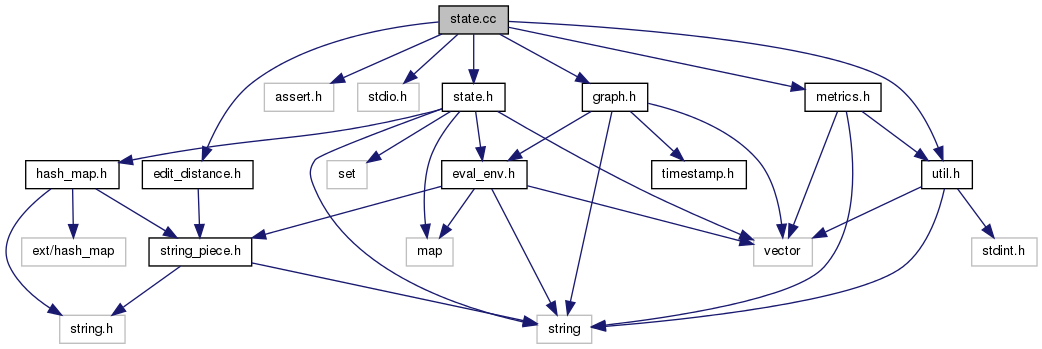 state.cc
assert.h
stdio.h
state.h
graph.h
metrics.h
hash_map.h
edit_distance.h
set
eval_env.h
timestamp.h
util.h
ext/hash_map
string_piece.h
map
vector
stdint.h
string.h
string